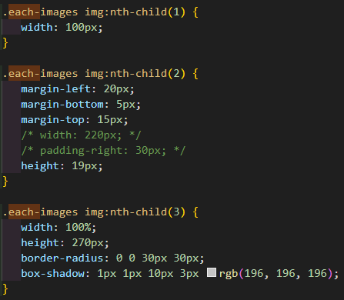 .each-images img:nth-child(1) {
width: 100px;
}
.each-images img:nth-child(2) {
margin-left: 20px;
margin-bottom: 5px;
margin-top: 15px;
/* width: 220px; */
/* padding-right: 30px; */
height: 19px;
}
.each-images img:nth-child(3) {
width: 100%;
height: 270px;
border-radius: 0 0 30px 30px;
box-shadow: 1px 1px 10px 3px rgb(196, 196, 196);
}